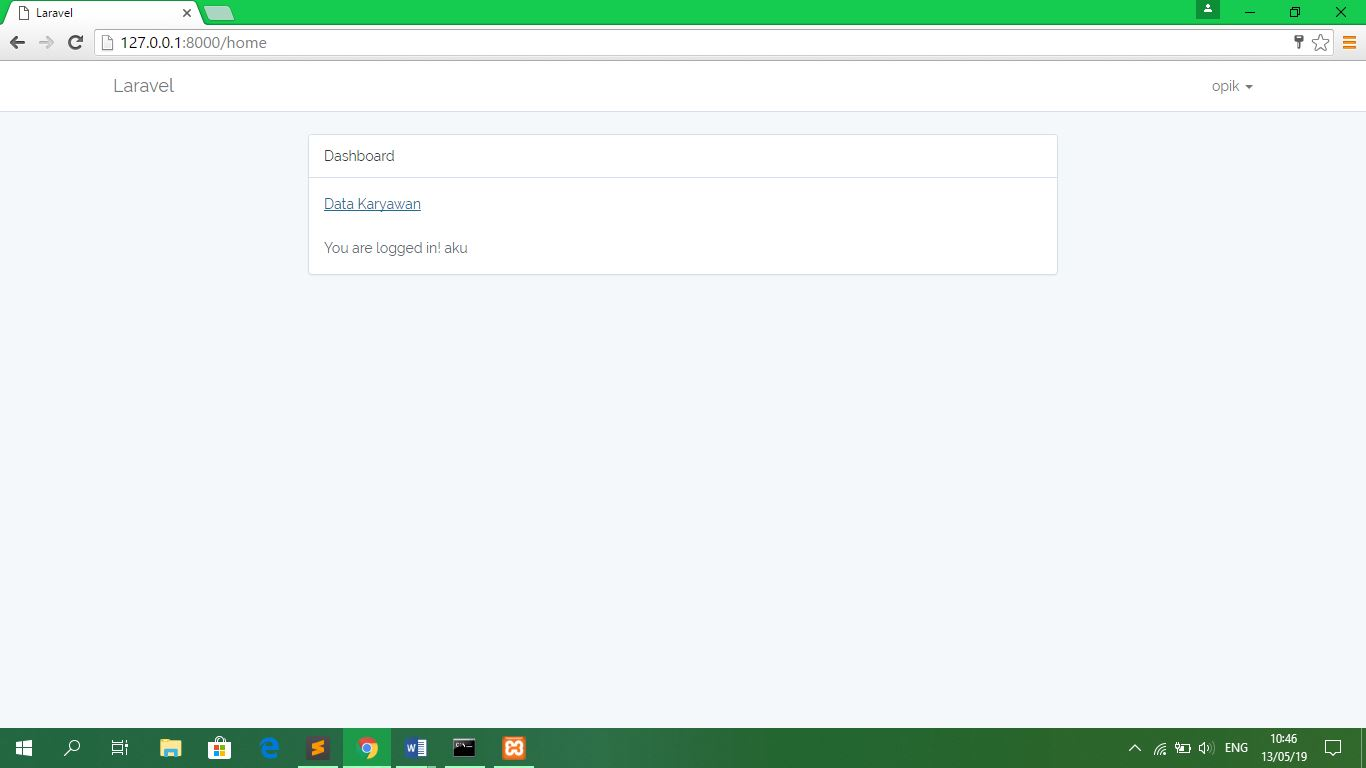 Laravel
127.0.0.1:8000/home
Laravel
opik
Dashboard
Data Karyawan
You are logged in! aku
ENG
10:46
13/05/19